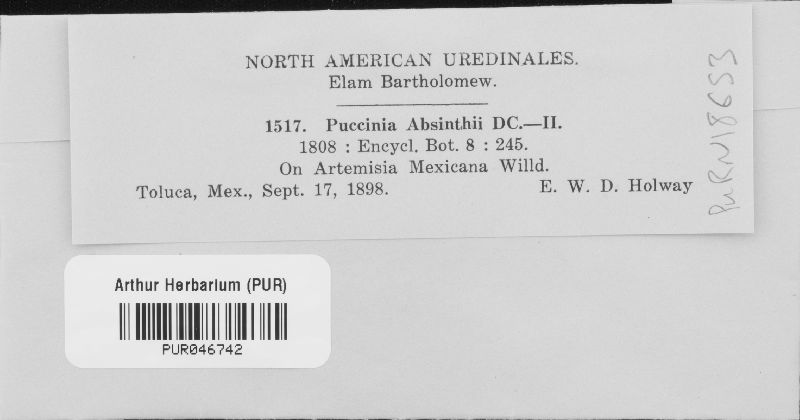 NORTH AMERICAN UREDINALES.
Elam Bartholomew.
1517. Puccinia Absinthii DC.—II.
1808 : Encycl. Bot. 8 : 245.
On Artemisia Mexicana Willd.
Toluca, Mex., Sept. 17, 1898. E. W. D. Holway
PURN18653
Arthur Herbarium (PUR)
PUR046742